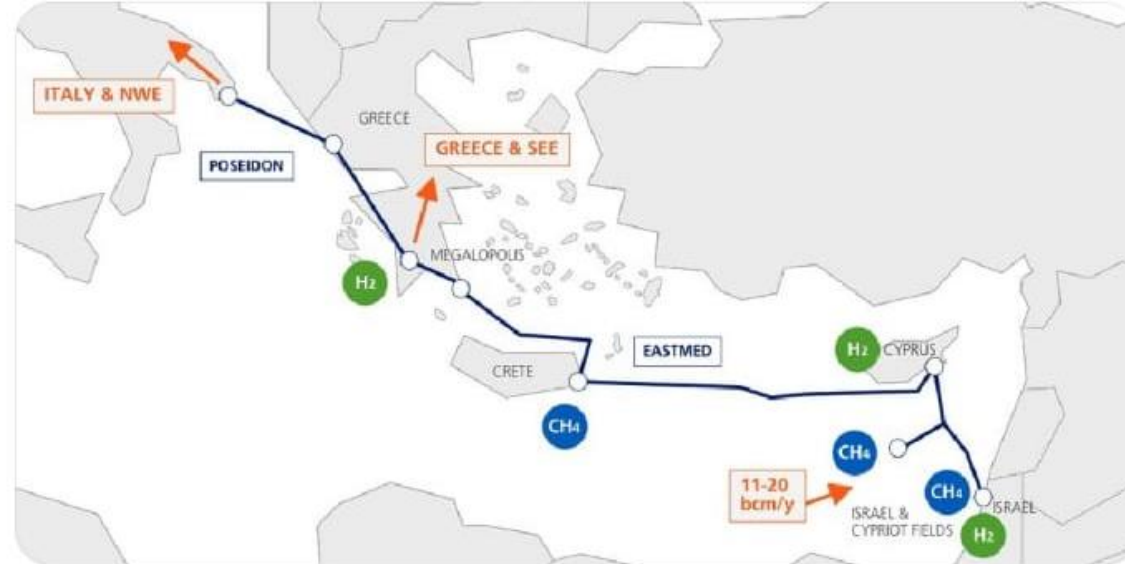 ITALY & NWE
GREECE
GREECE & SEE
POSEIDON
MEGALOPOLIS
H2
EASTMED
H2
CYPRUS
CRETE
CH4
CH4
11-20
bcm/y
CH4
ISRAEL
ISRAEL &
CYPRIOT FIELDS
H2